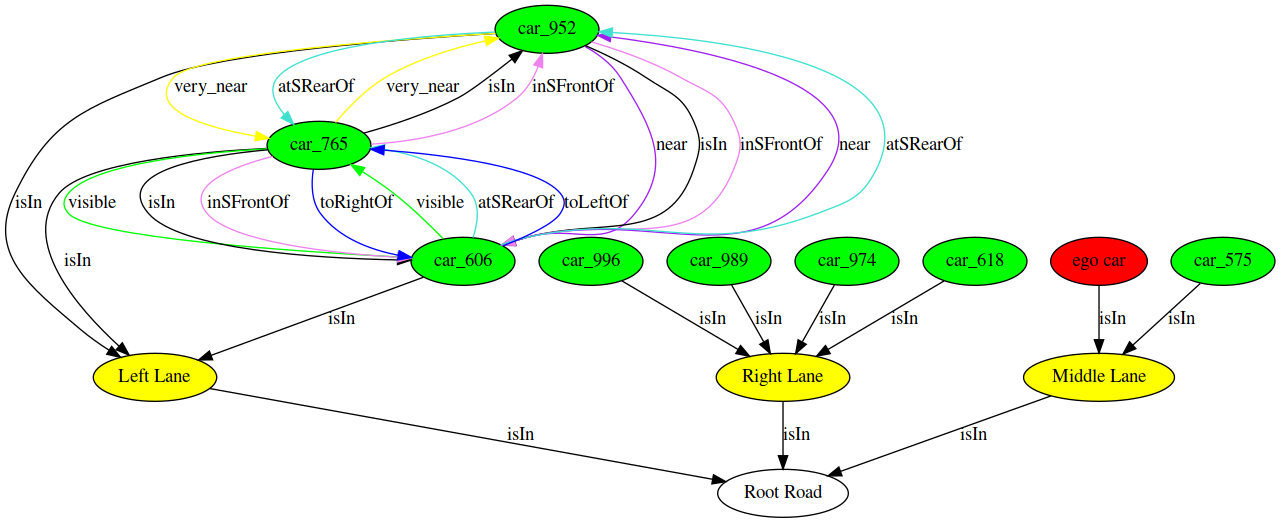 car_952
very_near
atSRearOf
very_near
isIn
inSFrontOf
car_765
near
isIn
inSFrontOf
near
atSRearOf
isIn
visible
isIn
inSFrontOf
toRightOf
visible
atSRearOf
toLeftOf
isIn
car_606
car_996
car_989
car_974
car_618
ego car
car_575
isIn
isIn
isIn
isIn
isIn
isIn
isIn
Left Lane
Right Lane
Middle Lane
isIn
isIn
isIn
Root Road